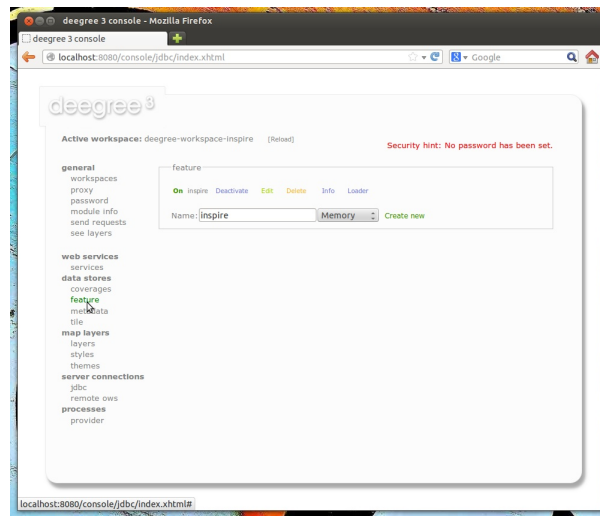 deegree 3 console - Mozilla Firefox
deegree 3 console
localhost:8080/console/jdbc/index.xhtml
Google
deegree 3
Active workspace: deegree-workspace-inspire [Reload]
Security hint: No password has been set.
general
workspaces
proxy
password
module info
send requests
see layers
web services
services
data stores
coverages
feature
metadata
tile
map layers
layers
styles
themes
server connections
jdbc
remote ows
processes
provider
feature
On inspire Deactivate Edit Delete Info Loader
Name: inspire Memory Create new
localhost:8080/console/jdbc/index.xhtml#